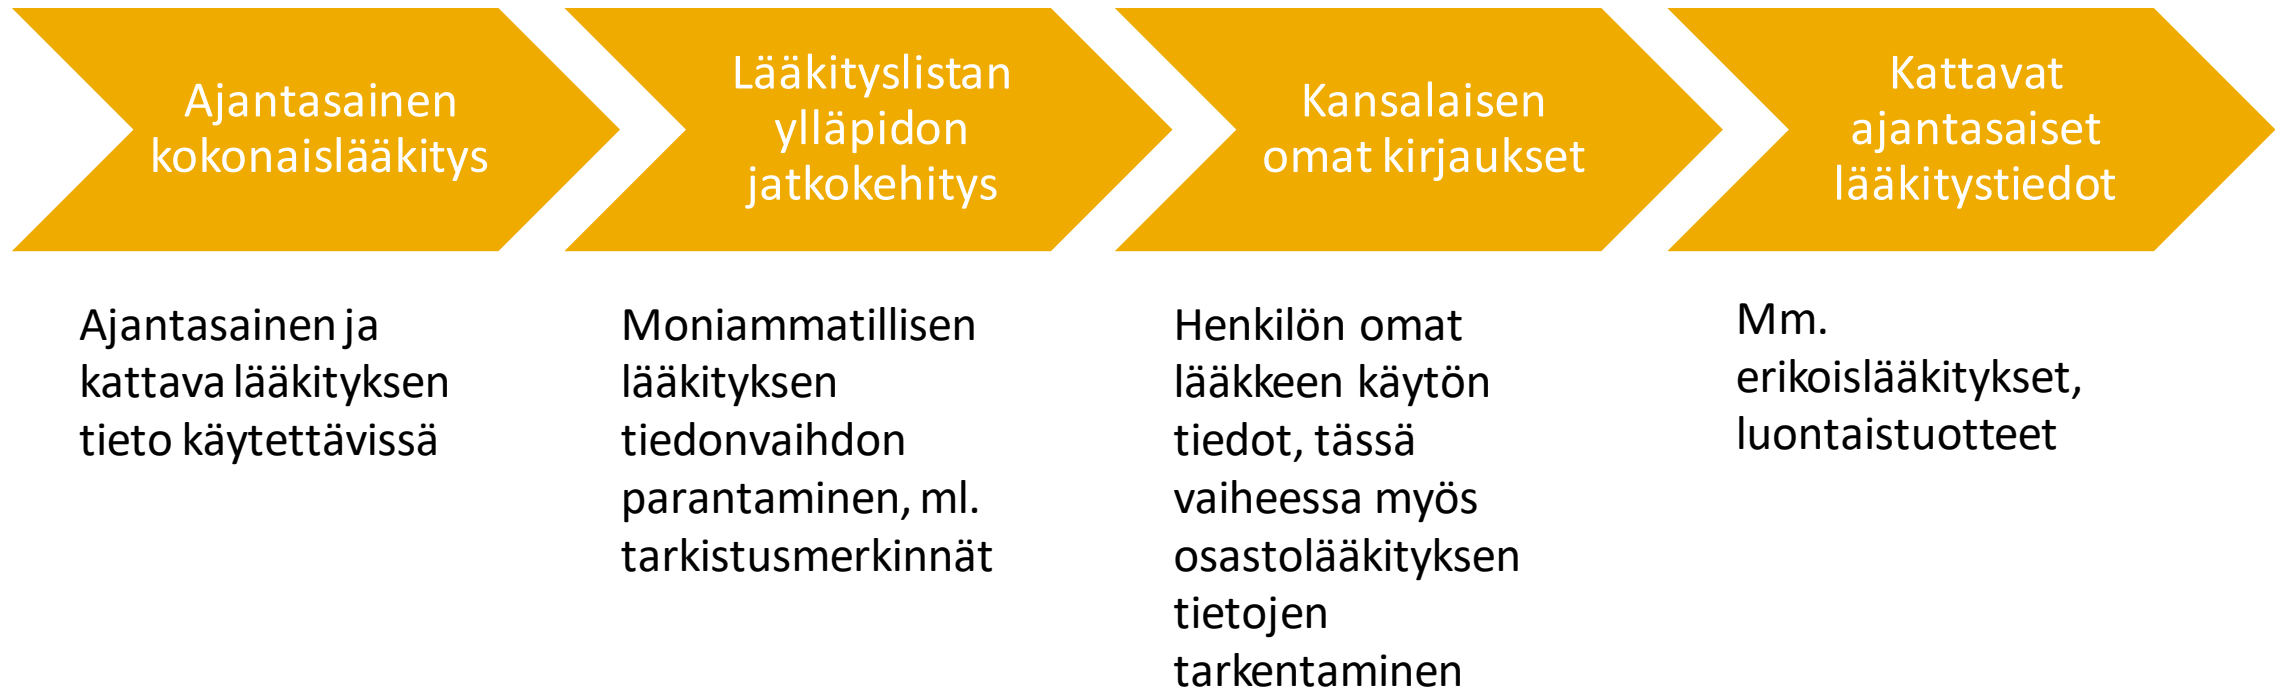 Ajantasainen
kokonaislääkitys
Lääkityslistan
ylläpidon
jatkokehitys
Kansalaisen
omat kirjaukset
Kattavat
ajantasaiset
lääkitystiedot
Ajantasainen ja
kattava lääkityksen
tieto käytettävissä
Moniammatillisen
lääkityksen
tiedonvaihdon
parantaminen, ml.
tarkistusmerkinnät
Henkilön omat
lääkkeen käytön
tiedot, tässä
vaiheessa myös
osastolääkityksen
tietojen
tarkentaminen
Mm.
erikoislääkitykset,
luontaistuotteet